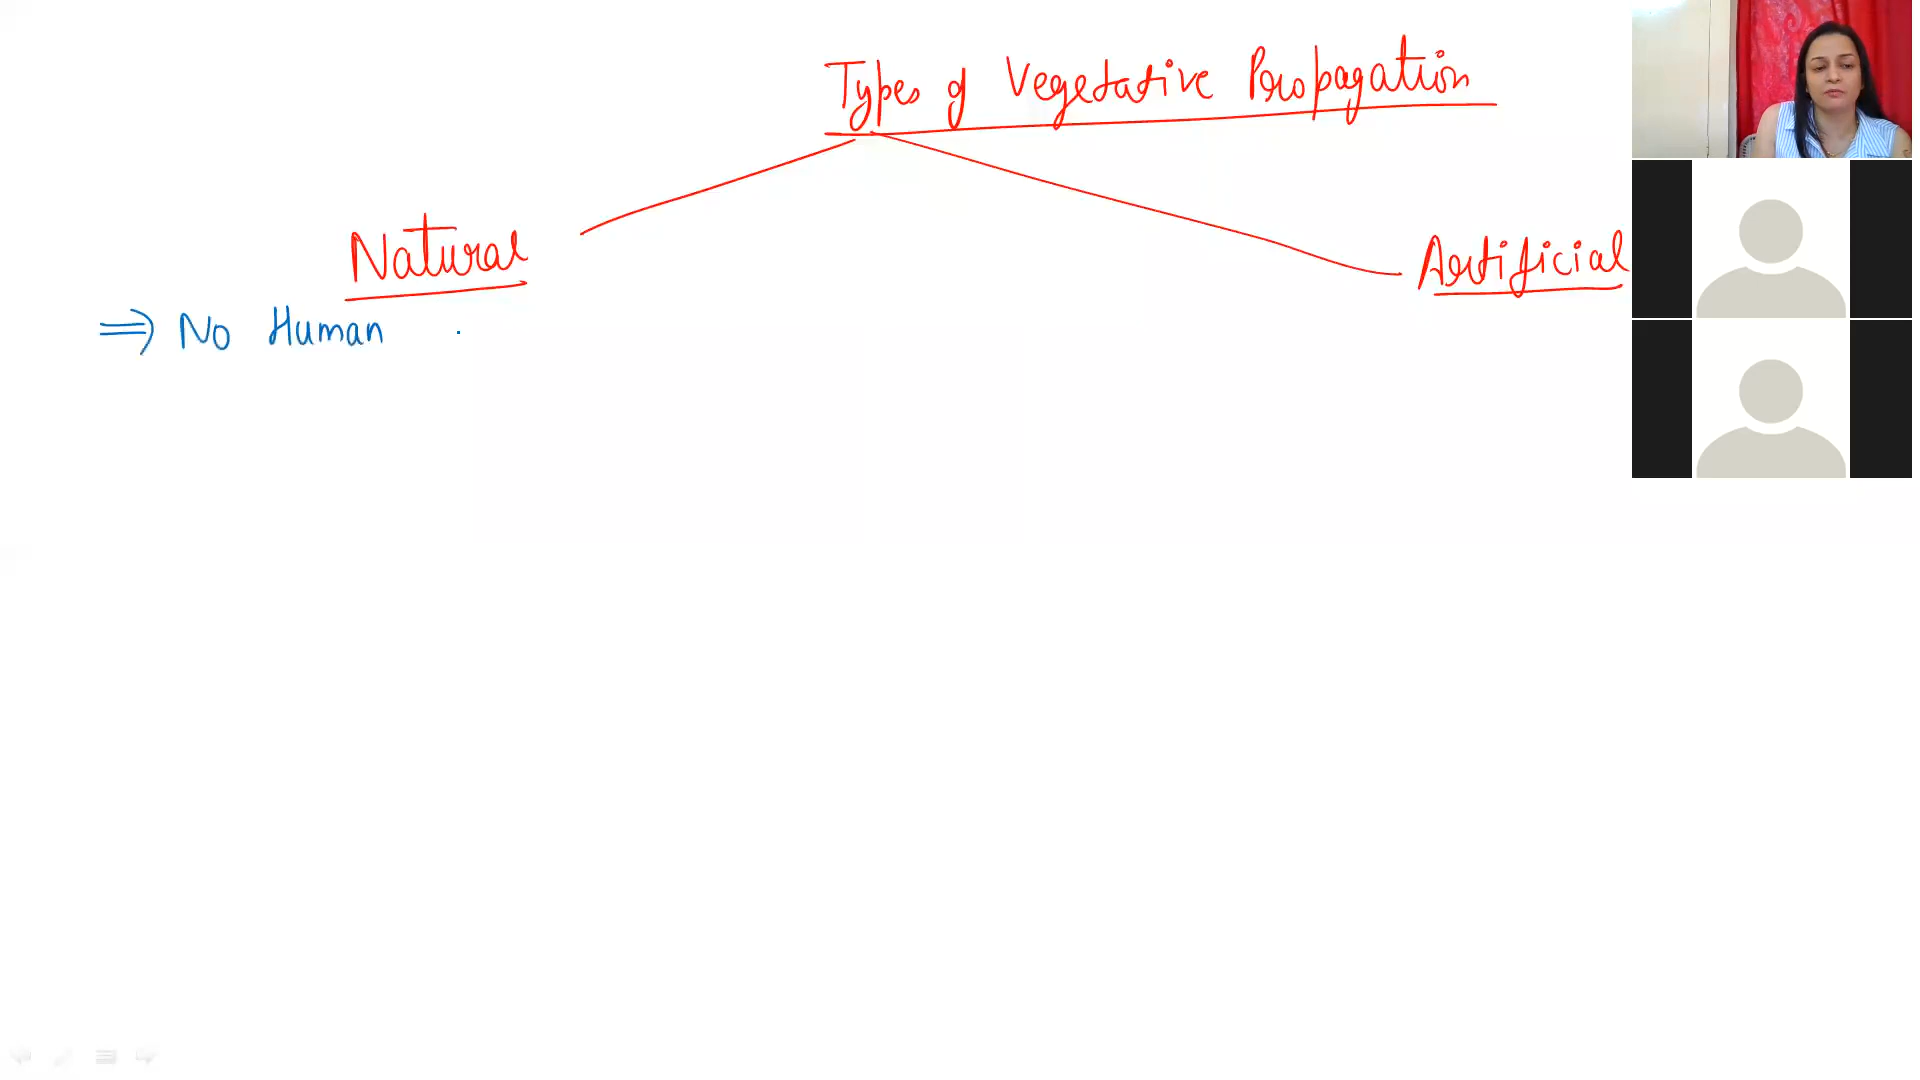 Types of Vegetative Propagation
Natural
Artificial
⇒ No Human